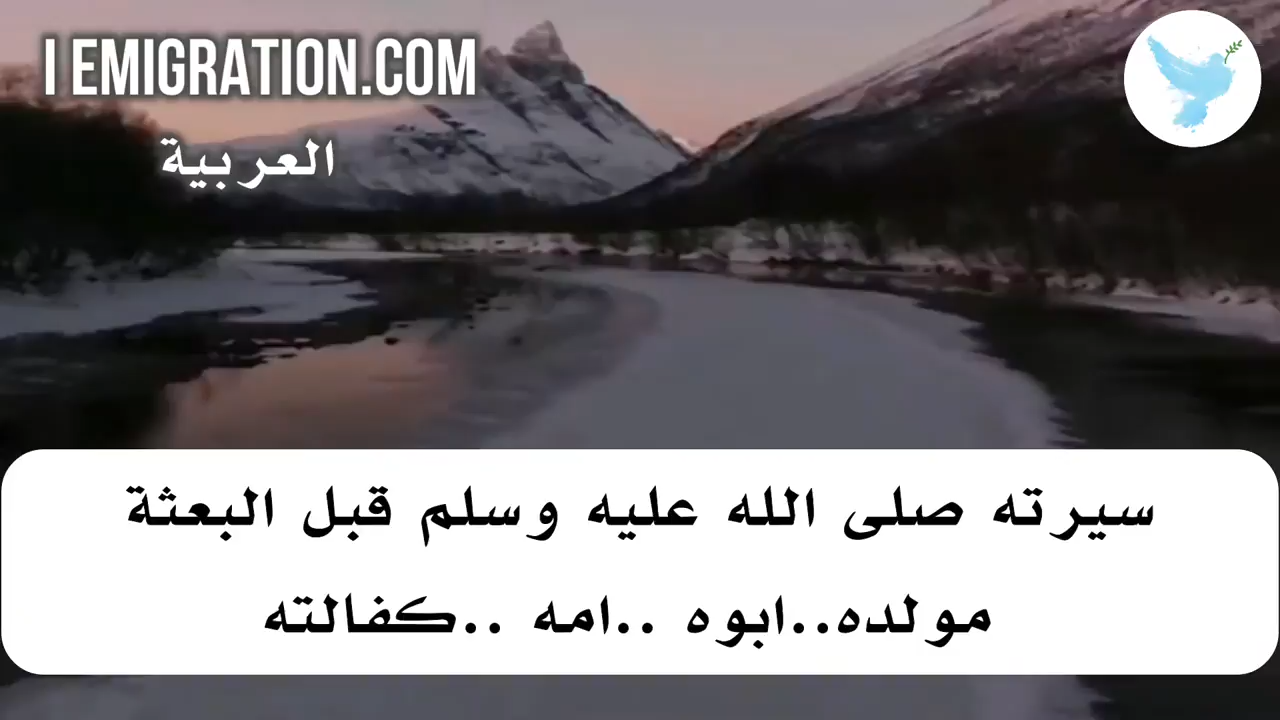 I EMIGRATION.COM
العربية
سيرته صلى الله عليه وسلم قبل البعثة
مولده..ابوه ..امه ..كفالته